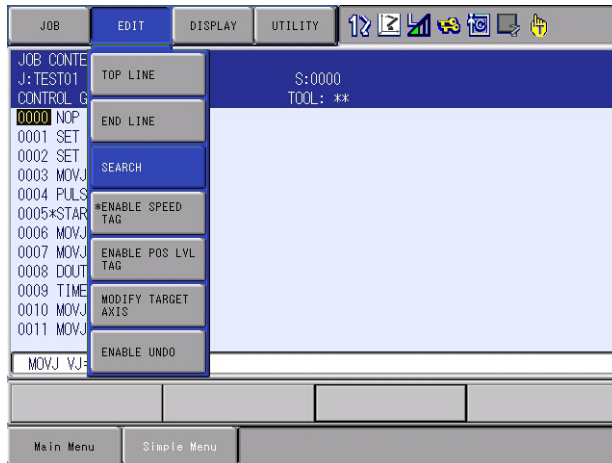 JOB
EDIT
DISPLAY
UTILITY
JOB CONTE
J:TEST01
S:0000
CONTROL G
TOOL: **
0000 NOP
0001 SET
0002 SET
0003 MOVJ
0004 PULS
0005*STAR
0006 MOVJ
0007 MOVJ
0008 DOUT
0009 TIME
0010 MOVJ
0011 MOVJ
TOP LINE
END LINE
SEARCH
*ENABLE SPEED
TAG
ENABLE POS LVL
TAG
MODIFY TARGET
AXIS
ENABLE UNDO
MOVJ VJ=
Main Menu
Simple Menu